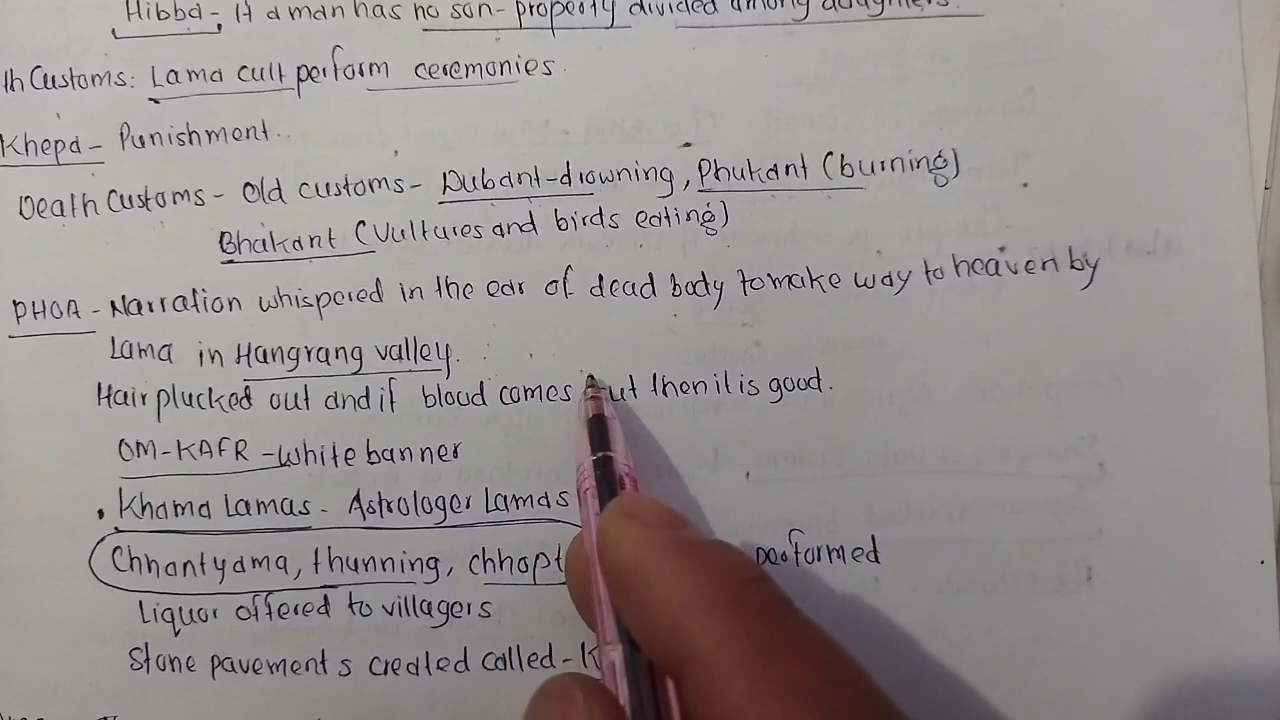 Hibba- If a man has no son- property divided among daughters.
th Customs: Lama cult perform ceremonies.
Khepa- Punishment..
Death Customs - Old customs- Dubant-drowning, Phukant (burning)
Bhakant (Vultures and birds eating)
PHOA - Narration whispered in the ear of dead body to make way to heaven by
Lama in Hangrang valley.
Hair plucked out and if blood comes out then it is good.
OM-KAFR -white banner
. Khama Lamas - Astrologer Lamas
Chhantyama, thunning, chhopt performed
Liquor offered to villagers
Stone pavements created called- K